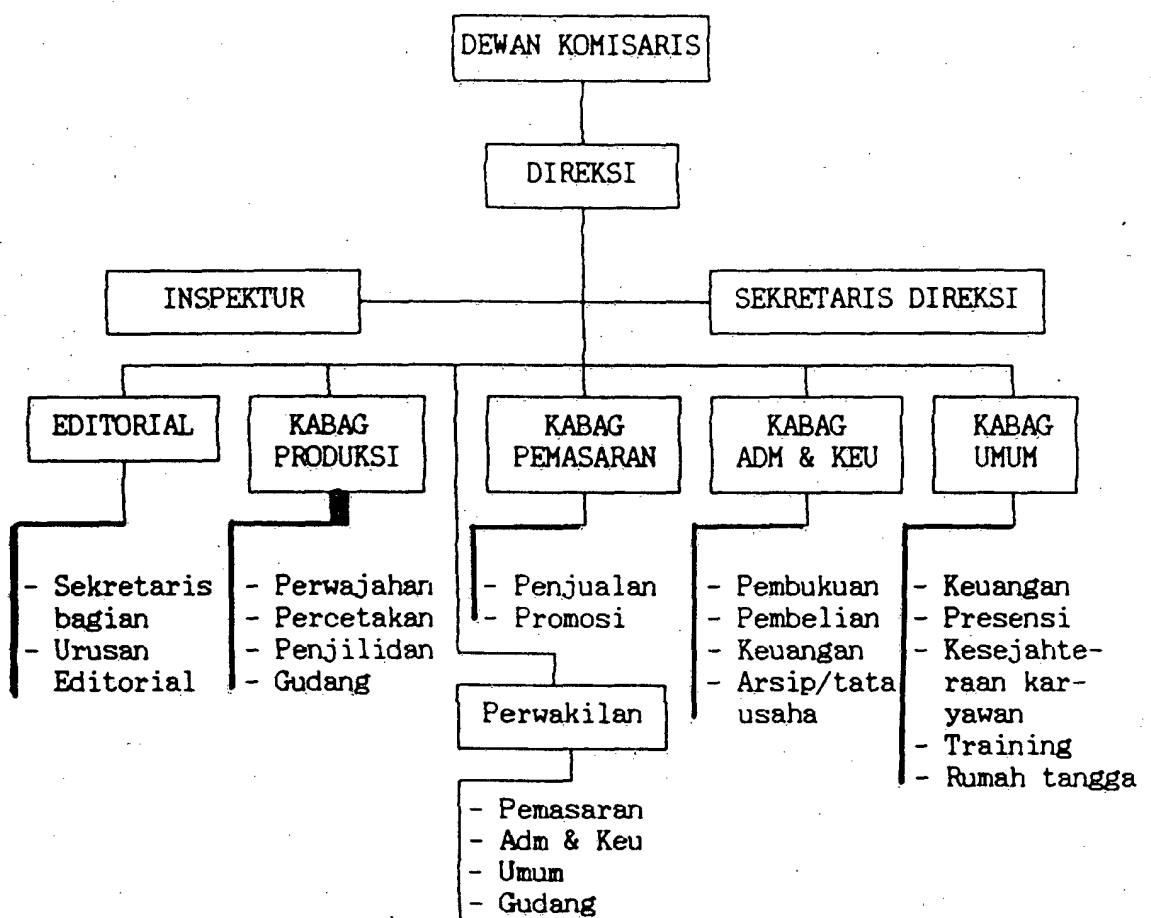 DEWAN KOMISARIS
DIREKSI
INSPEKTUR
SEKRETARIS DIREKSI
EDITORIAL
KABAG
PRODUKSI
KABAG
PEMASARAN
KABAG
ADM & KEU
KABAG
UMUM
- Sekretaris
bagian
- Urusan
Editorial
- Perwajahan
- Percetakan
- Penjilidan
- Gudang
- Penjualan
- Promosi
- Pembukuan
- Pembelian
- Keuangan
- Arsip/tata
usaha
- Keuangan
- Presensi
- Kesejahte-
raan kar-
yawan
- Training
- Rumah tangga
Perwakilan
- Pemasaran
- Adm & Keu
- Umum
- Gudang